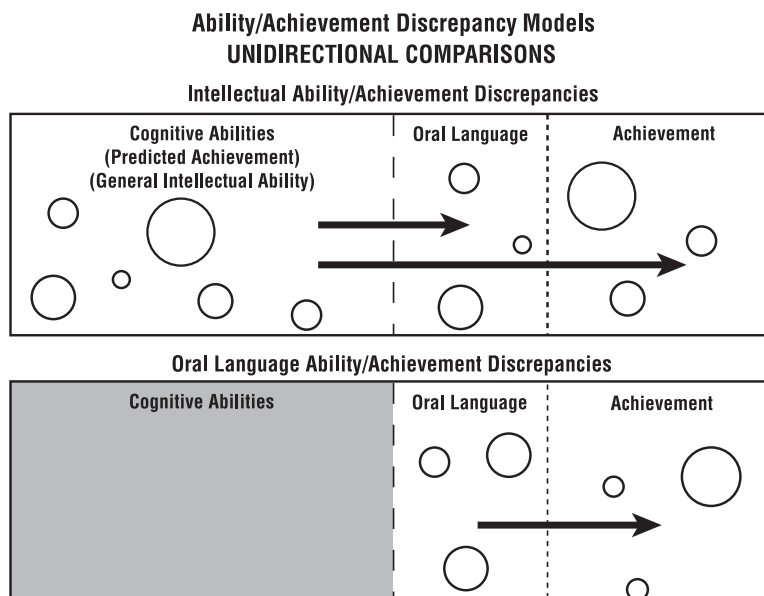 Ability/Achievement Discrepancy Models
UNIDIRECTIONAL COMPARISONS
Intellectual Ability/Achievement Discrepancies
Cognitive Abilities
(Predicted Achievement)
(General Intellectual Ability)
Oral Language
Achievement
Oral Language Ability/Achievement Discrepancies
Cognitive Abilities
Oral Language
Achievement